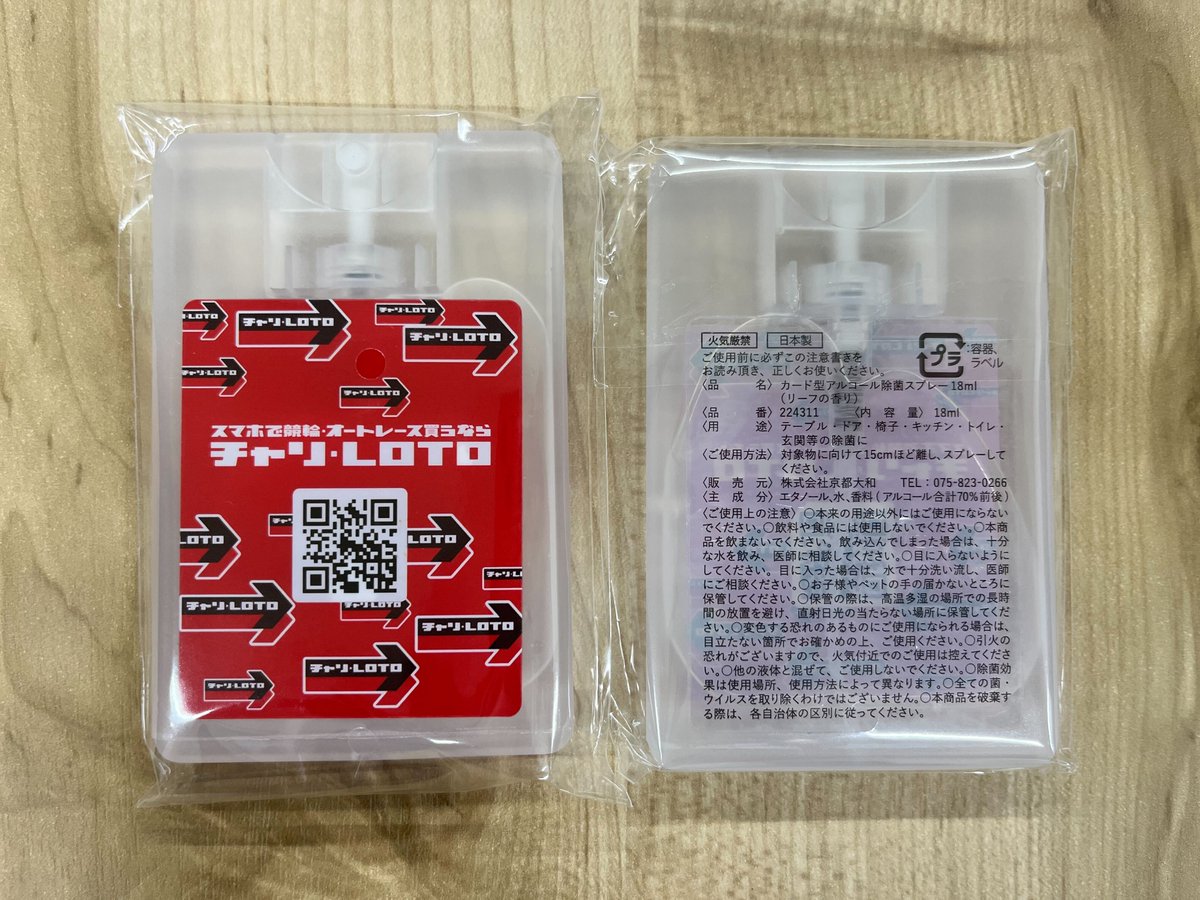 チャリ・LOTO
チャリ・LOTO
チャリ・LOTO
チャリ・LOTO
チャリ・LOTO
スマホで競輪・オートレース買うなら
チャリ・LOTO
LOTO
LOTO
チャリ・LOTO
チャリ・LOTO
チャリ・LOTO
チャリ・LOTO
チャリ・LOTO
チャリ・LOTO
火気厳禁 日本製
ご使用前に必ずこの注意書きを
お読み頂き、正しくお使いください。
プラ
:容器、
ラベル
〈品 名〉カード型アルコール除菌スプレー18ml
(リーフの香り)
〈品 番〉224311 〈内 容 量〉18ml
〈用 途〉テーブル・ドア・椅子・キッチン・トイレ・
玄関等の除菌に
〈ご使用方法〉対象物に向けて15cmほど離し、スプレーして
ください。
〈販 売 元〉株式会社京都大和 TEL:075-823-0266
〈主 成 分〉エタノール、水、香料(アルコール合計70%前後)
〈ご使用上の注意〉○本来の用途以外にはご使用にならない
でください。○飲料や食品には使用しないでください。○本商
品を飲まないでください。飲み込んでしまった場合は、十分
な水を飲み、医師に相談してください。○目に入らないように
してください。目に入った場合は、水で十分洗い流し、医師
にご相談ください。○お子様やペットの手の届かないところに
保管してください。○保管の際は、高温多湿の場所での長時
間の放置を避け、直射日光の当たらない場所に保管してくだ
さい。○変色する恐れのあるものにご使用になられる場合は、
目立たない箇所でお確かめの上、ご使用ください。○引火の
恐れがございますので、火気付近でのご使用は控えてくださ
い。○他の液体と混ぜて、ご使用しないでください。○除菌効
果は使用場所、使用方法によって異なります。○全ての菌・
ウイルスを取り除くわけではございません。○本商品を破棄す
る際は、各自治体の区別に従ってください。